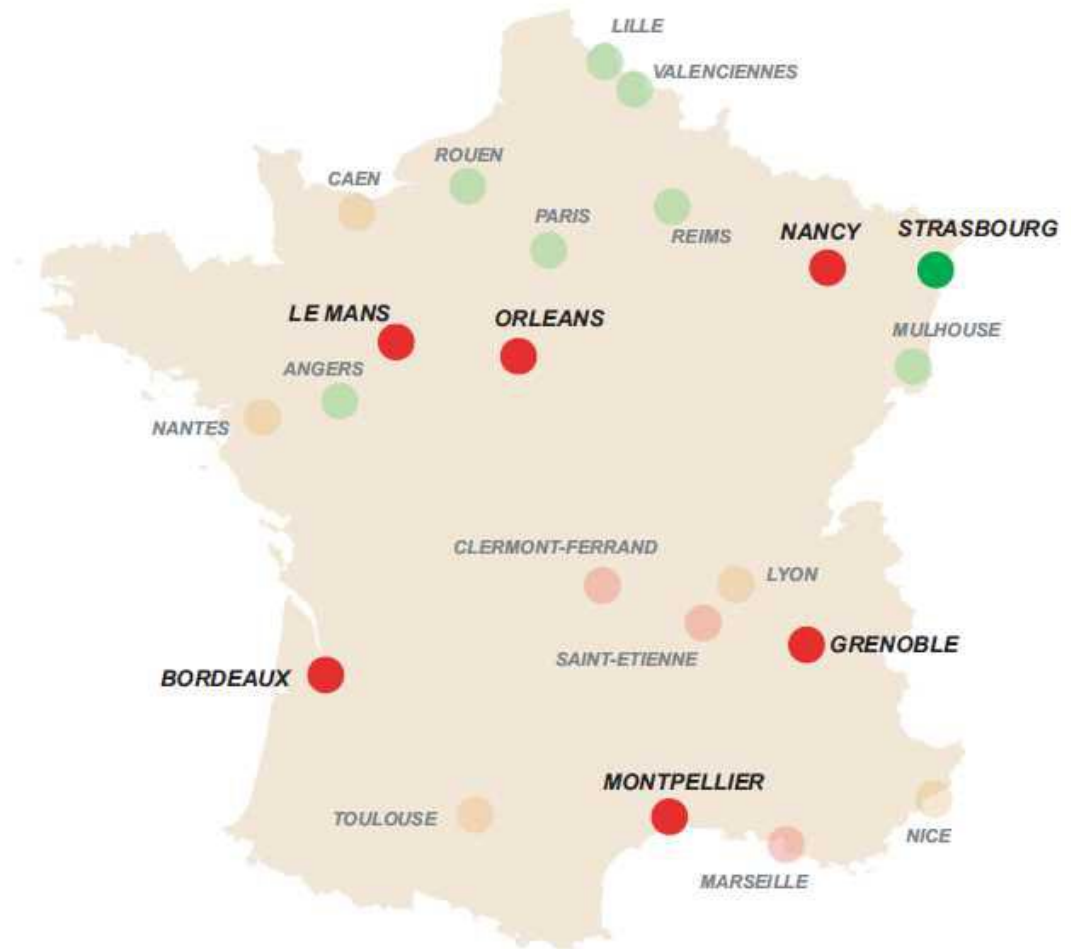 LILLE
VALENCIENNES
ROUEN
CAEN
PARIS
REIMS
NANCY
STRASBOURG
LE MANS
ORLEANS
MULHOUSE
ANGERS
NANTES
CLERMONT-FERRAND
LYON
SAINT-ETIENNE
GRENOBLE
BORDEAUX
MONTPELLIER
TOULOUSE
NICE
MARSEILLE